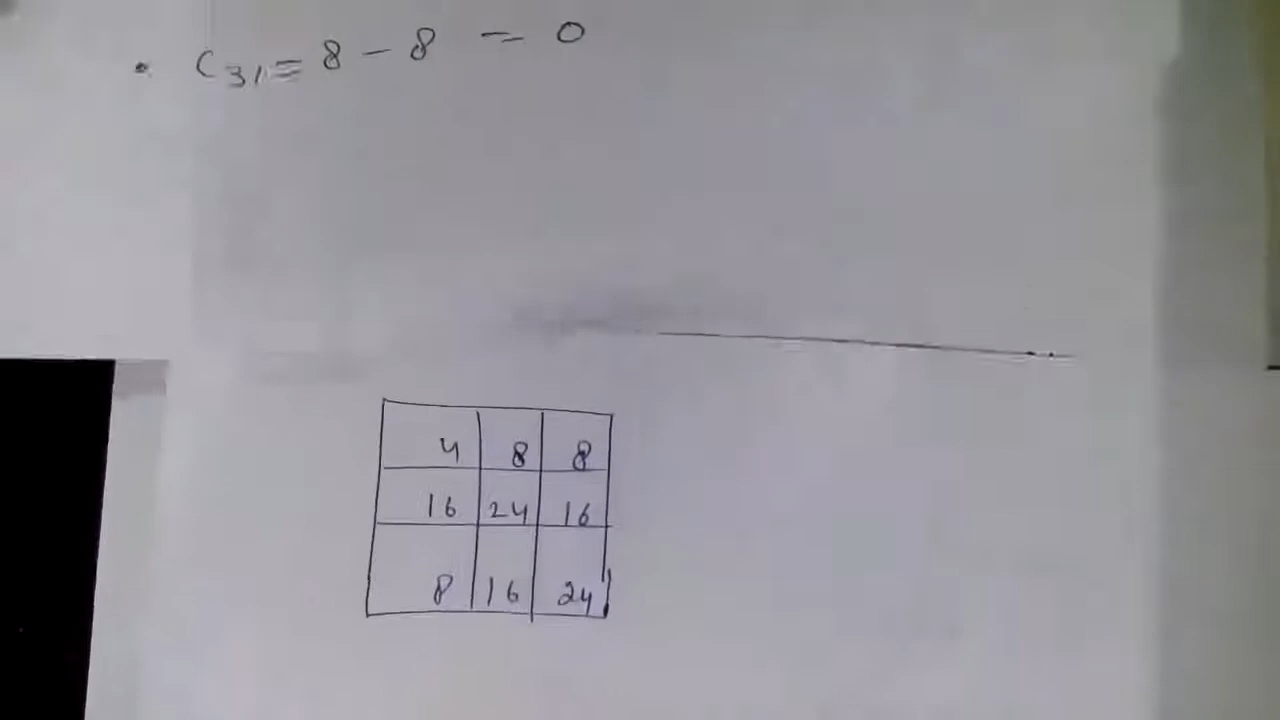 • C31 = 8 - 8 = 0
4 8 8
16 24 16
8 16 24